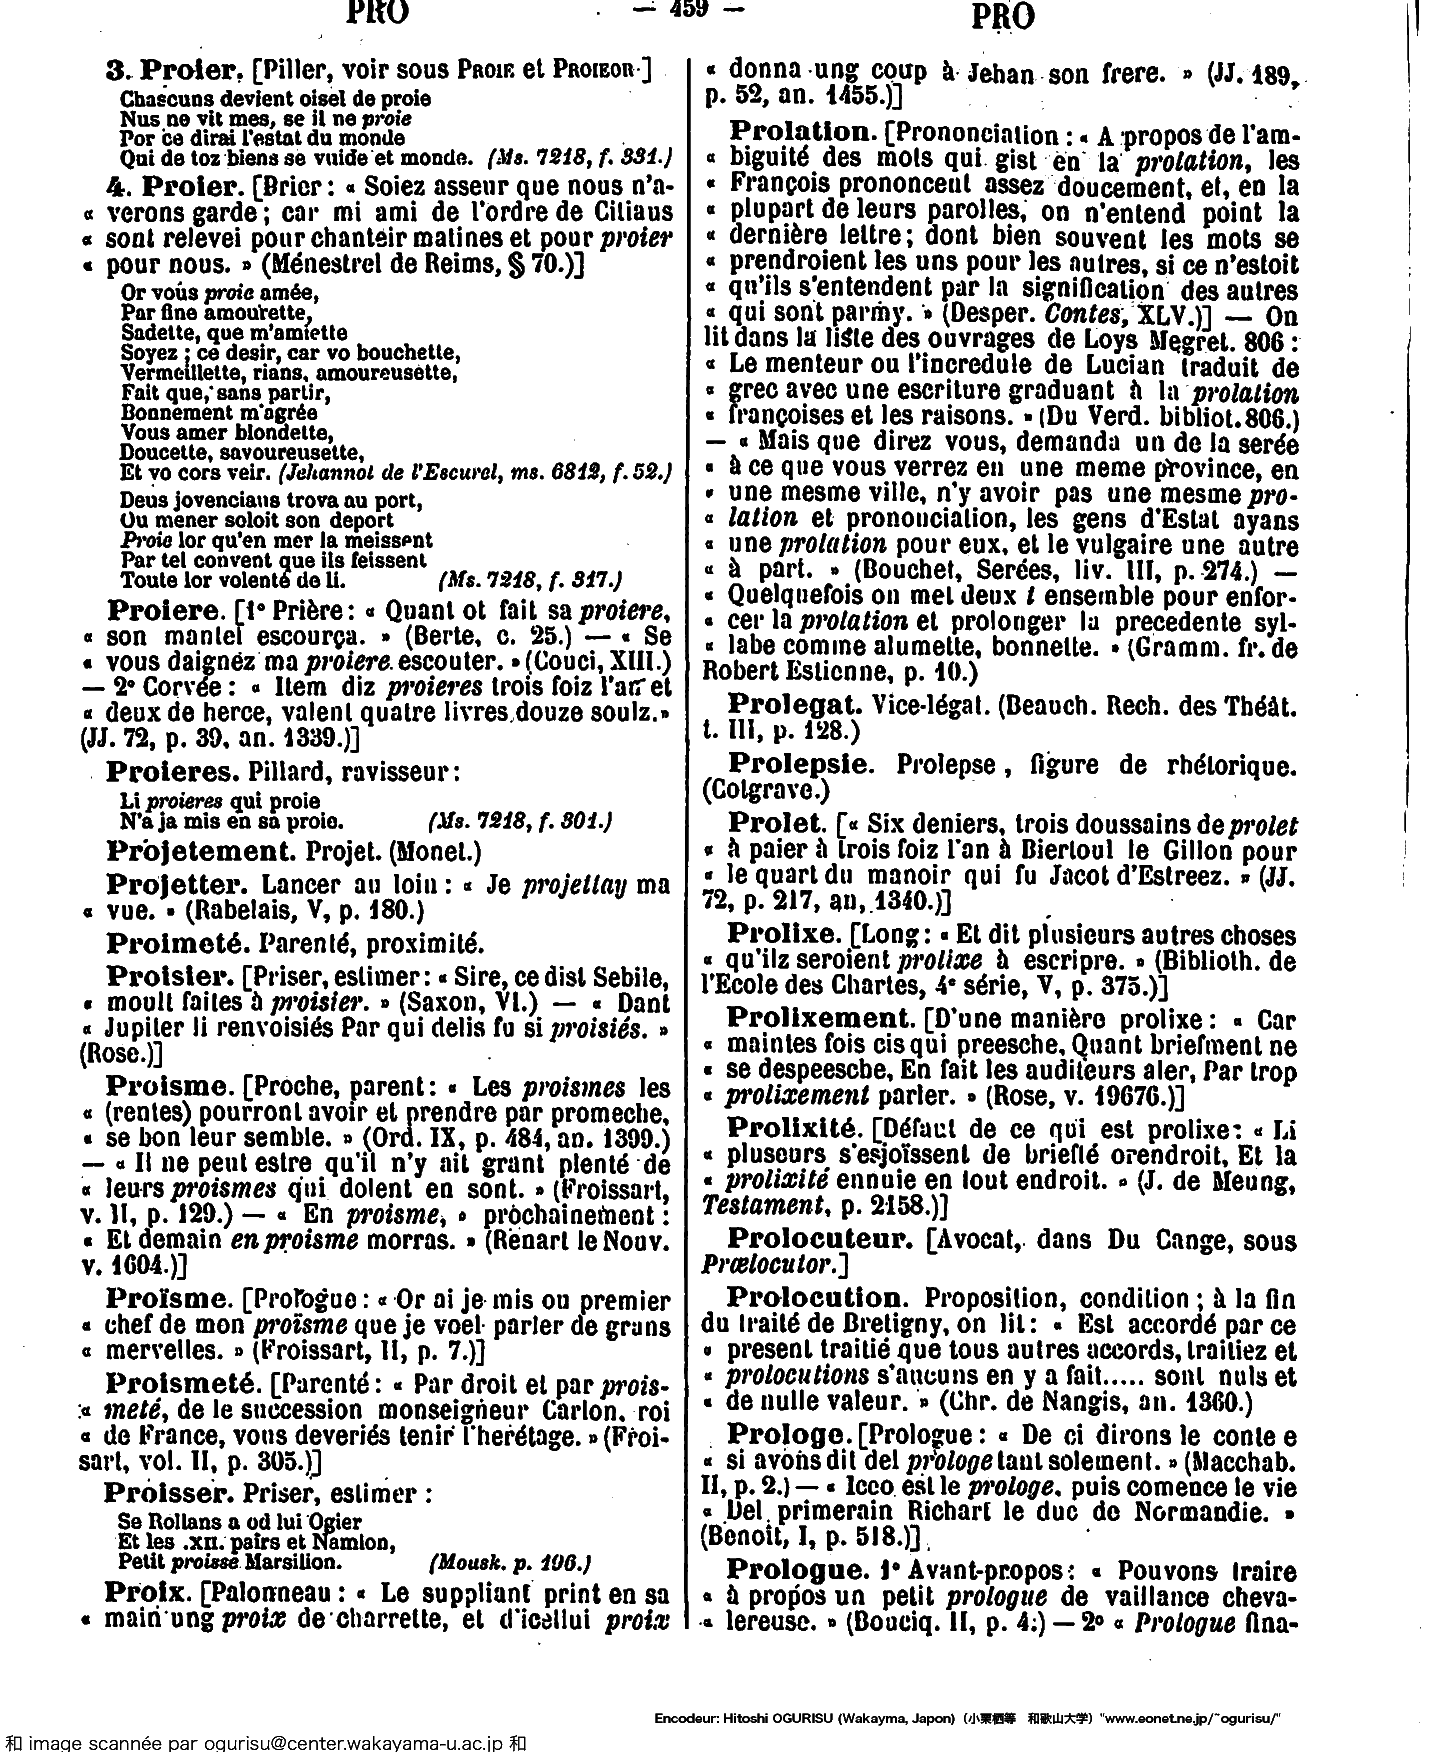 PRO
— 459 —
PRO
3. Proier. [Piller, voir sous PROIE et PROIEOR.]
Chascuns devient oisel de proie
Nus ne vit mes, se il ne proie
Por ce dirai l'estat du monde
Qui de toz biens se vuide et monde. (Ms. 7218, f. 331.)
4. Proier. [Prier : « Soiez asseur que nous n'a-
« verons garde ; car mi ami de l'ordre de Citiaus
« sont relevei pour chanteir matines et pour proier
« pour nous. » (Ménestrel de Reims, § 70.)]
Or vous proie amée,
Par fine amourette,
Sadette, que m'amiette
Soyez ; ce desir, car vo bouchette,
Vermeillette, rians, amoureusette,
Fait que, sans partir,
Bonnement m'agrée
Vous amer blondette,
Doucette, savoureusette,
Et vo cors veir. (Jehannot de l'Escurel, ms. 6812, f. 52.)
Deus jovenciaus trova au port,
Ou mener soloit son deport
Proie lor qu'en mer la meissent
Par tel convent que ils feissent
Toute lor volenté de li. (Ms. 7218, f. 317.)
Proiere. [1° Prière : « Quant ot fait sa proiere,
« son mantel escourça. » (Berte, c. 25.) — « Se
« vous daignez ma proiere escouter. » (Couci, XIII.)
— 2° Corvée : « Item diz proieres trois foiz l'an et
« deux de herce, valent quatre livres douze soulz.»
(JJ. 72, p. 39, an. 1339.)]
Proieres. Pillard, ravisseur :
Li proieres qui proie
N'a ja mis en sa proie. (Ms. 7218, f. 301.)
Projetement. Projet. (Monet.)
Projetter. Lancer au loin : « Je projettay ma
« vue. » (Rabelais, V, p. 180.)
Proimeté. Parenté, proximité.
Proisier. [Priser, estimer : « Sire, ce dist Sebile,
« moult faites à proisier. » (Saxon, VI.) — « Dant
« Jupiter li renvoisiés Par qui delis fu si proisiés. »
(Rose.)]
Proisme. [Proche, parent : « Les proismes les
« (rentes) pourront avoir et prendre par promeche,
« se bon leur semble. » (Ord. IX, p. 484, an. 1399.)
— « Il ne peut estre qu'il n'y ait grant plenté de
« leurs proismes qui dolent en sont. » (Froissart,
v. II, p. 129.) — « En proisme, » prochainement :
« Et demain en proisme morras. » (Renart le Nouv.
v. 1604.)]
Proïsme. [Prologue : « Or ai je mis ou premier
« chef de mon proïsme que je voel parler de grans
« mervelles. » (Froissart, II, p. 7.)]
Proismeté. [Parenté : « Par droit et par prois-
« meté, de le succession monseigneur Carlon, roi
« de France, vous deveriés tenir l'herétage. » (Froi-
sart, vol. II, p. 305.)]
Proisser. Priser, estimer :
Se Rollans a od lui Ogier
Et les .XII. pairs et Namlon,
Petit proisse Marsilion. (Mousk. p. 196.)
Proix. [Palonneau : « Le suppliant print en sa
« main ung proix de charrette, et d'icellui proix
« donna ung coup à Jehan son frere. » (JJ. 189,
p. 52, an. 1455.)]
Prolation. [Prononciation : « A propos de l'am-
« biguité des mots qui gist en la prolation, les
« François prononcent assez doucement, et, en la
« plupart de leurs parolles, on n'entend point la
« dernière lettre ; dont bien souvent les mots se
« prendroient les uns pour les autres, si ce n'estoit
« qu'ils s'entendent par la signification des autres
« qui sont parmy. » (Desper. Contes, XLV.)] — On
lit dans la liste des ouvrages de Loys Megret. 806 :
« Le menteur ou l'incredule de Lucian traduit de
« grec avec une escriture graduant à la prolation
« françoises et les raisons. » (Du Verd. bibliot. 806.)
— « Mais que direz vous, demanda un de la serée
« à ce que vous verrez en une meme province, en
« une mesme ville, n'y avoir pas une mesme pro-
« lation et prononciation, les gens d'Estat ayans
« une prolation pour eux, et le vulgaire une autre
« à part. » (Bouchet, Serées, liv. III, p. 274.) —
« Quelquefois on met deux t ensemble pour enfor-
« cer la prolation et prolonger la precedente syl-
« labe comme alumette, bonnette. » (Gramm. fr. de
Robert Estienne, p. 10.)
Prolegat. Vice-légat. (Beauch. Rech. des Théât.
t. III, p. 128.)
Prolepsie. Prolepse, figure de rhétorique.
(Cotgrave.)
Prolet. [« Six deniers, trois doussains de prolet
« à paier à trois foiz l'an à Biertoul le Gillon pour
« le quart du manoir qui fu Jacot d'Estreez. » (JJ.
72, p. 217, an, 1340.)]
Prolixe. [Long : « Et dit plusieurs autres choses
« qu'ilz seroient prolixe à escripre. » (Biblioth. de
l'Ecole des Chartes, 4e série, V, p. 375.)]
Prolixement. [D'une manière prolixe : « Car
« maintes fois cis qui preesche, Quant briefment ne
« se despeesche, En fait les auditeurs aler, Par trop
« prolixement parler. » (Rose, v. 19676.)]
Prolixité. [Défaut de ce qui est prolixe : « Li
« pluseurs s'esjoïssent de briefté orendroit, Et la
« prolixité ennuie en tout endroit. » (J. de Meung,
Testament, p. 2158.)]
Prolocuteur. [Avocat, dans Du Cange, sous
Prælocutor.]
Prolocution. Proposition, condition ; à la fin
du traité de Bretigny, on lit : « Est accordé par ce
« present traitié que tous autres accords, traitiez et
« prolocutions s'aucuns en y a fait..... sont nuls et
« de nulle valeur. » (Chr. de Nangis, an. 1360.)
Prologe. [Prologue : « De ci dirons le conte e
« si avons dit del prologe tant solement. » (Macchab.
II, p. 2.) — « Icco est le prologe, puis comence le vie
« Del primerain Richart le duc de Normandie. »
(Benoit, I, p. 518.)]
Prologue. 1° Avant-propos : « Pouvons traire
« à propos un petit prologue de vaillance cheva-
« lereuse. » (Bouciq. II, p. 4.) — 2° « Prologue fina-
Encodeur: Hitoshi OGURISU (Wakayma, Japon) (小栗栖等 和歌山大学) "www.eonet.ne.jp/~ogurisu/"
和 image scannée par ogurisu@center.wakayama-u.ac.jp 和